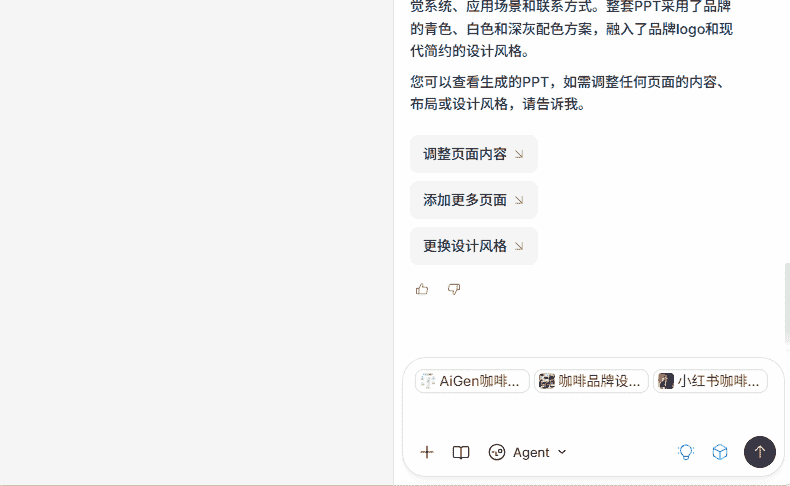 觉系统、应用场景和联系方式。整套PPT采用了品牌
的青色、白色和深灰配色方案，融入了品牌logo和现
代简约的设计风格。
您可以查看生成的PPT，如需调整任何页面的内容、
布局或设计风格，请告诉我。
调整页面内容
添加更多页面
更换设计风格
AiGen咖啡... 咖啡品牌设... 小红书咖啡...
Agent